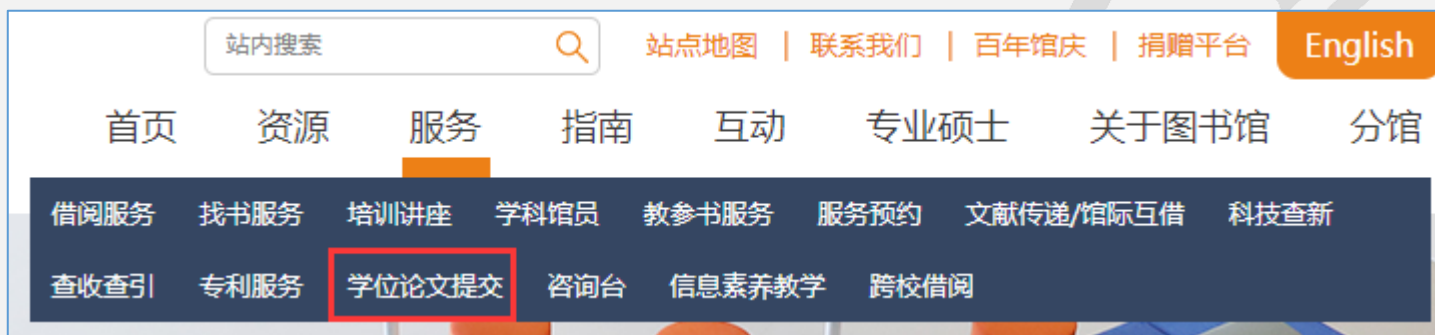 站内搜索 站点地图 | 联系我们 | 百年馆庆 | 捐赠平台 English
首页 资源 服务 指南 互动 专业硕士 关于图书馆 分馆
借阅服务 找书服务 培训讲座 学科馆员 教参书服务 服务预约 文献传递/馆际互借 科技查新
查收查引 专利服务 学位论文提交 咨询台 信息素养教学 跨校借阅